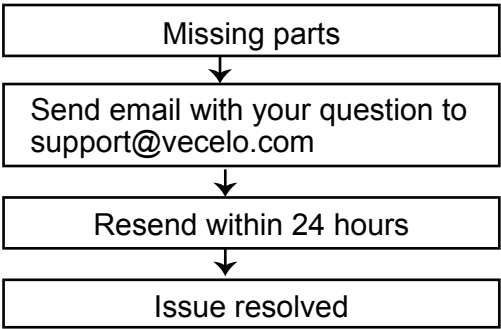 Missing parts
Send email with your question to
support@vecelo.com
Resend within 24 hours
Issue resolved